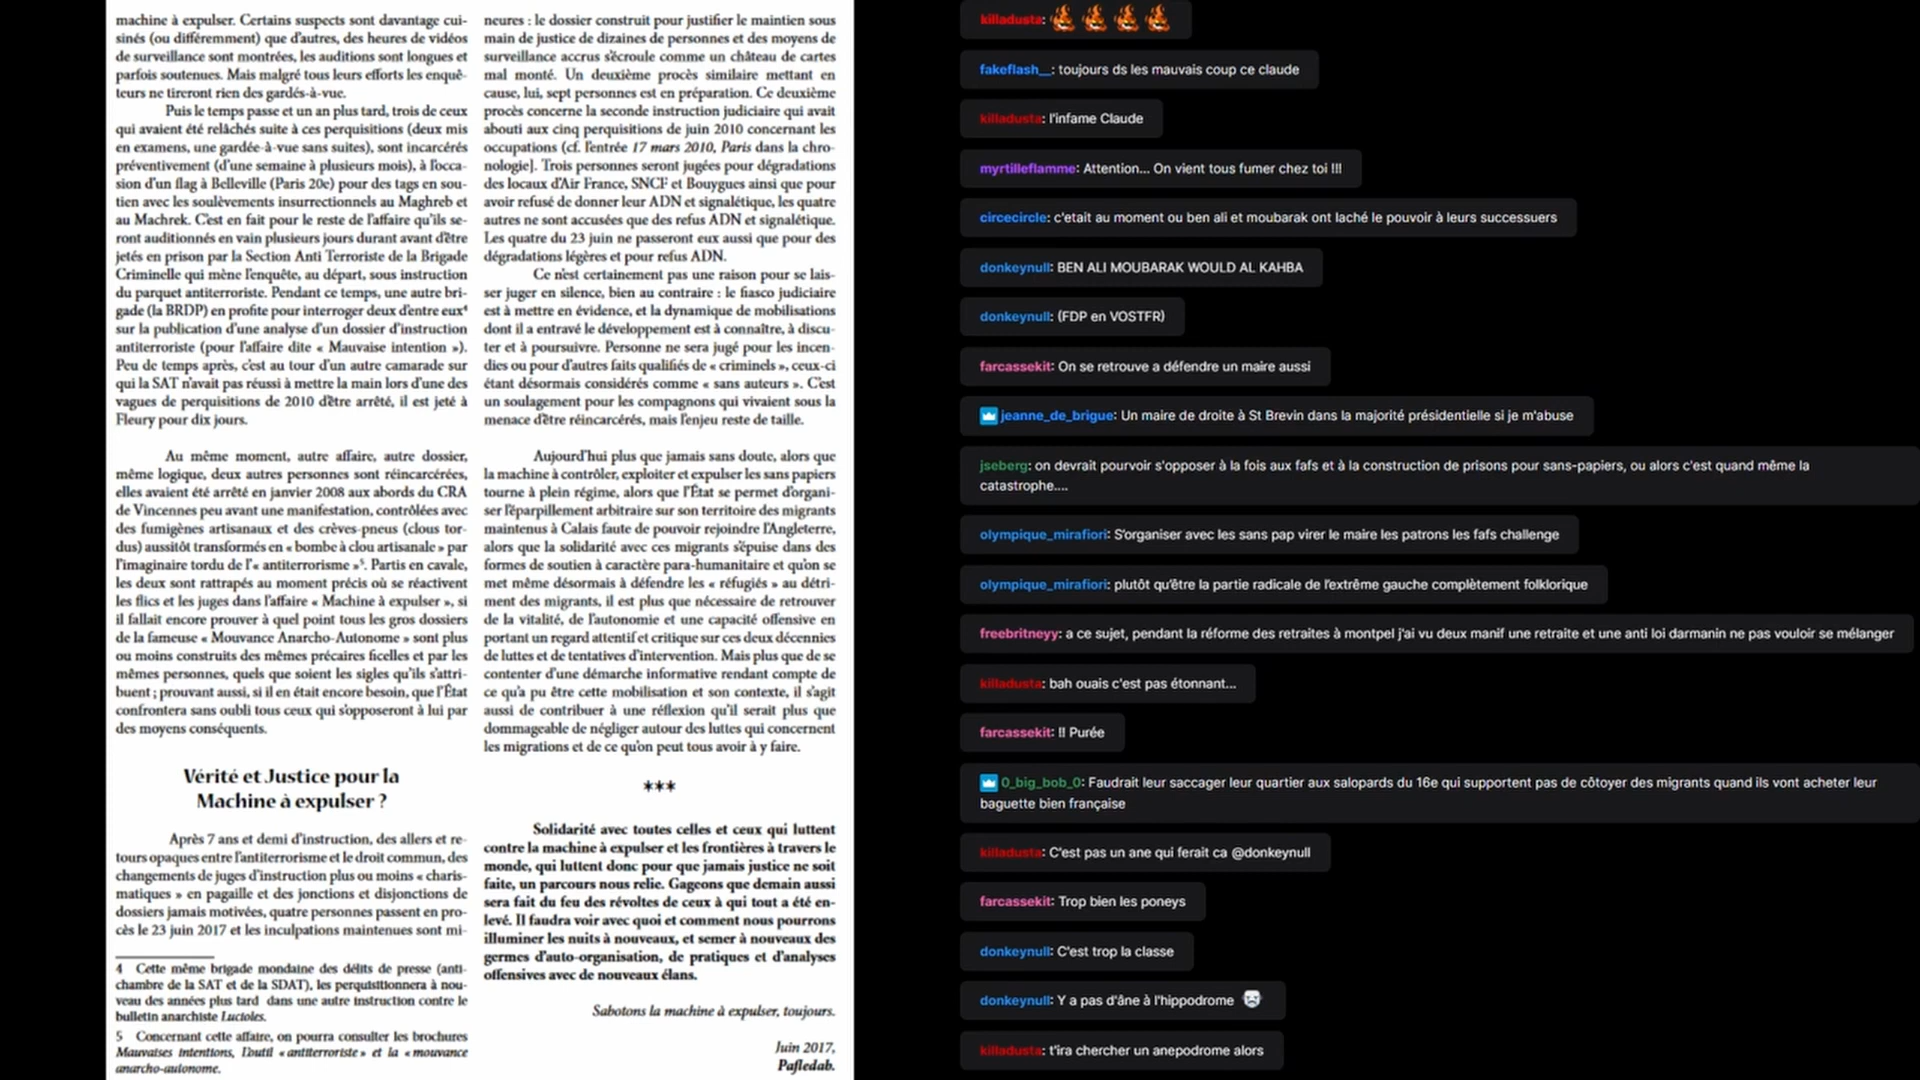 machine à expulser. Certains suspects sont davantage cui-
sinés (ou différemment) que d'autres, des heures de vidéos
de surveillance sont montrées, les auditions sont longues et
parfois soutenues. Mais malgré tous leurs efforts les enquê-
teurs ne tireront rien des gardés-à-vue.
Puis le temps passe et un an plus tard, trois de ceux
qui avaient été relâchés suite à ces perquisitions (deux mis
en examens, une gardée-à-vue sans suites), sont incarcérés
préventivement (d'une semaine à plusieurs mois), à l'occa-
sion d'un flag à Belleville (Paris 20e) pour des tags en sou-
tien avec les soulèvements insurrectionnels au Maghreb et
au Machrek. C'est en fait pour le reste de l'affaire qu'ils se-
ront auditionnés en vain plusieurs jours durant avant d'être
jetés en prison par la Section Anti Terroriste de la Brigade
Criminelle qui mène l'enquête, au départ, sous instruction
du parquet antiterroriste. Pendant ce temps, une autre bri-
gade (la BRDP) en profite pour interroger deux d'entre eux⁴
sur la publication d'une analyse d'un dossier d'instruction
antiterroriste (pour l'affaire dite « Mauvaise intention »).
Peu de temps après, c'est au tour d'un autre camarade sur
qui la SAT n'avait pas réussi à mettre la main lors d'une des
vagues de perquisitions de 2010 d'être arrêté, il est jeté à
Fleury pour dix jours.
Au même moment, autre affaire, autre dossier,
même logique, deux autres personnes sont réincarcérées,
elles avaient été arrêté en janvier 2008 aux abords du CRA
de Vincennes peu avant une manifestation, contrôlées avec
des fumigènes artisanaux et des crèves-pneus (clous tor-
dus) aussitôt transformés en « bombe à clou artisanale » par
l'imaginaire tordu de l'« antiterrorisme »⁵. Partis en cavale,
les deux sont rattrapés au moment précis où se réactivent
les flics et les juges dans l'affaire « Machine à expulser », si
il fallait encore prouver à quel point tous les gros dossiers
de la fameuse « Mouvance Anarcho-Autonome » sont plus
ou moins construits des mêmes précaires ficelles et par les
mêmes personnes, quels que soient les sigles qu'ils s'attri-
buent ; prouvant aussi, si il en était encore besoin, que l'État
confrontera sans oubli tous ceux qui s'opposeront à lui par
des moyens conséquents.
Vérité et Justice pour la
Machine à expulser ?
Après 7 ans et demi d'instruction, des allers et re-
tours opaques entre l'antiterrorisme et le droit commun, des
changements de juges d'instruction plus ou moins « charis-
matiques » en pagaille et des jonctions et disjonctions de
dossiers jamais motivées, quatre personnes passent en pro-
cès le 23 juin 2017 et les inculpations maintenues sont mi-
4 Cette même brigade mondaine des délits de presse (anti-
chambre de la SAT et de la SDAT), les perquisitionnera à nou-
veau des années plus tard dans une autre instruction contre le
bulletin anarchiste Lucioles.
5 Concernant cette affaire, on pourra consulter les brochures
Mauvaises intentions, L'outil « antiterroriste » et la « mouvance
anarcho-autonome.
neures : le dossier construit pour justifier le maintien sous
main de justice de dizaines de personnes et des moyens de
surveillance accrus s'écroule comme un château de cartes
mal monté. Un deuxième procès similaire mettant en
cause, lui, sept personnes est en préparation. Ce deuxième
procès concerne la seconde instruction judiciaire qui avait
abouti aux cinq perquisitions de juin 2010 concernant les
occupations (cf. l'entrée 17 mars 2010, Paris dans la chro-
nologie]. Trois personnes seront jugées pour dégradations
des locaux d'Air France, SNCF et Bouygues ainsi que pour
avoir refusé de donner leur ADN et signalétique, les quatre
autres ne sont accusées que des refus ADN et signalétique.
Les quatre du 23 juin ne passeront eux aussi que pour des
dégradations légères et pour refus ADN.
Ce n'est certainement pas une raison pour se lais-
ser juger en silence, bien au contraire : le fiasco judiciaire
est à mettre en évidence, et la dynamique de mobilisations
dont il a entravé le développement est à connaître, à discu-
ter et à poursuivre. Personne ne sera jugé pour les incen-
dies ou pour d'autres faits qualifiés de « criminels », ceux-ci
étant désormais considérés comme « sans auteurs ». C'est
un soulagement pour les compagnons qui vivaient sous la
menace d'être réincarcérés, mais l'enjeu reste de taille.
Aujourd'hui plus que jamais sans doute, alors que
la machine à contrôler, exploiter et expulser les sans papiers
tourne à plein régime, alors que l'État se permet d'organi-
ser l'éparpillement arbitraire sur son territoire des migrants
maintenus à Calais faute de pouvoir rejoindre l'Angleterre,
alors que la solidarité avec ces migrants s'épuise dans des
formes de soutien à caractère para-humanitaire et qu'on se
met même désormais à défendre les « réfugiés » au détri-
ment des migrants, il est plus que nécessaire de retrouver
de la vitalité, de l'autonomie et une capacité offensive en
portant un regard attentif et critique sur ces deux décennies
de luttes et de tentatives d'intervention. Mais plus que de se
contenter d'une démarche informative rendant compte de
ce qu'a pu être cette mobilisation et son contexte, il s'agit
aussi de contribuer à une réflexion qu'il serait plus que
dommageable de négliger autour des luttes qui concernent
les migrations et de ce qu'on peut tous avoir à y faire.
***
Solidarité avec toutes celles et ceux qui luttent
contre la machine à expulser et les frontières à travers le
monde, qui luttent donc pour que jamais justice ne soit
faite, un parcours nous relie. Gageons que demain aussi
sera fait du feu des révoltes de ceux à qui tout a été en-
levé. Il faudra voir avec quoi et comment nous pourrons
illuminer les nuits à nouveaux, et semer à nouveaux des
germes d'auto-organisation, de pratiques et d'analyses
offensives avec de nouveaux élans.
Sabotons la machine à expulser, toujours.
Juin 2017,
Pafledab.
killadusta:
fakeflash__: toujours ds les mauvais coup ce claude
killadusta: l'infame Claude
myrtilleflamme: Attention... On vient tous fumer chez toi !!!
circecircle: c'etait au moment ou ben ali et moubarak ont laché le pouvoir à leurs successuers
donkeynull: BEN ALI MOUBARAK WOULD AL KAHBA
donkeynull: (FDP en VOSTFR)
farcassekit: On se retrouve a défendre un maire aussi
jeanne_de_brigue: Un maire de droite à St Brevin dans la majorité présidentielle si je m'abuse
jseberg: on devrait pourvoir s'opposer à la fois aux fafs et à la construction de prisons pour sans-papiers, ou alors c'est quand même la
catastrophe....
olympique_mirafiori: S'organiser avec les sans pap virer le maire les patrons les fafs challenge
olympique_mirafiori: plutôt qu'être la partie radicale de l'extrême gauche complètement folklorique
freebritneyy: a ce sujet, pendant la réforme des retraites à montpel j'ai vu deux manif une retraite et une anti loi darmanin ne pas vouloir se mélanger
killadusta: bah ouais c'est pas étonnant...
farcassekit: !! Purée
0_big_bob_0: Faudrait leur saccager leur quartier aux salopards du 16e qui supportent pas de côtoyer des migrants quand ils vont acheter leur
baguette bien française
killadusta: C'est pas un ane qui ferait ca @donkeynull
farcassekit: Trop bien les poneys
donkeynull: C'est trop la classe
donkeynull: Y a pas d'âne à l'hippodrome
killadusta: t'ira chercher un anepodrome alors